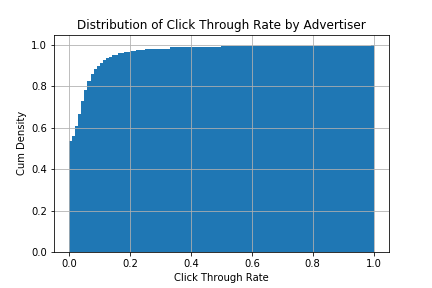 Distribution of Click Through Rate by Advertiser
Cum Density
1.0
0.8
0.6
0.4
0.2
0.0
0.0 0.2 0.4 0.6 0.8 1.0
Click Through Rate